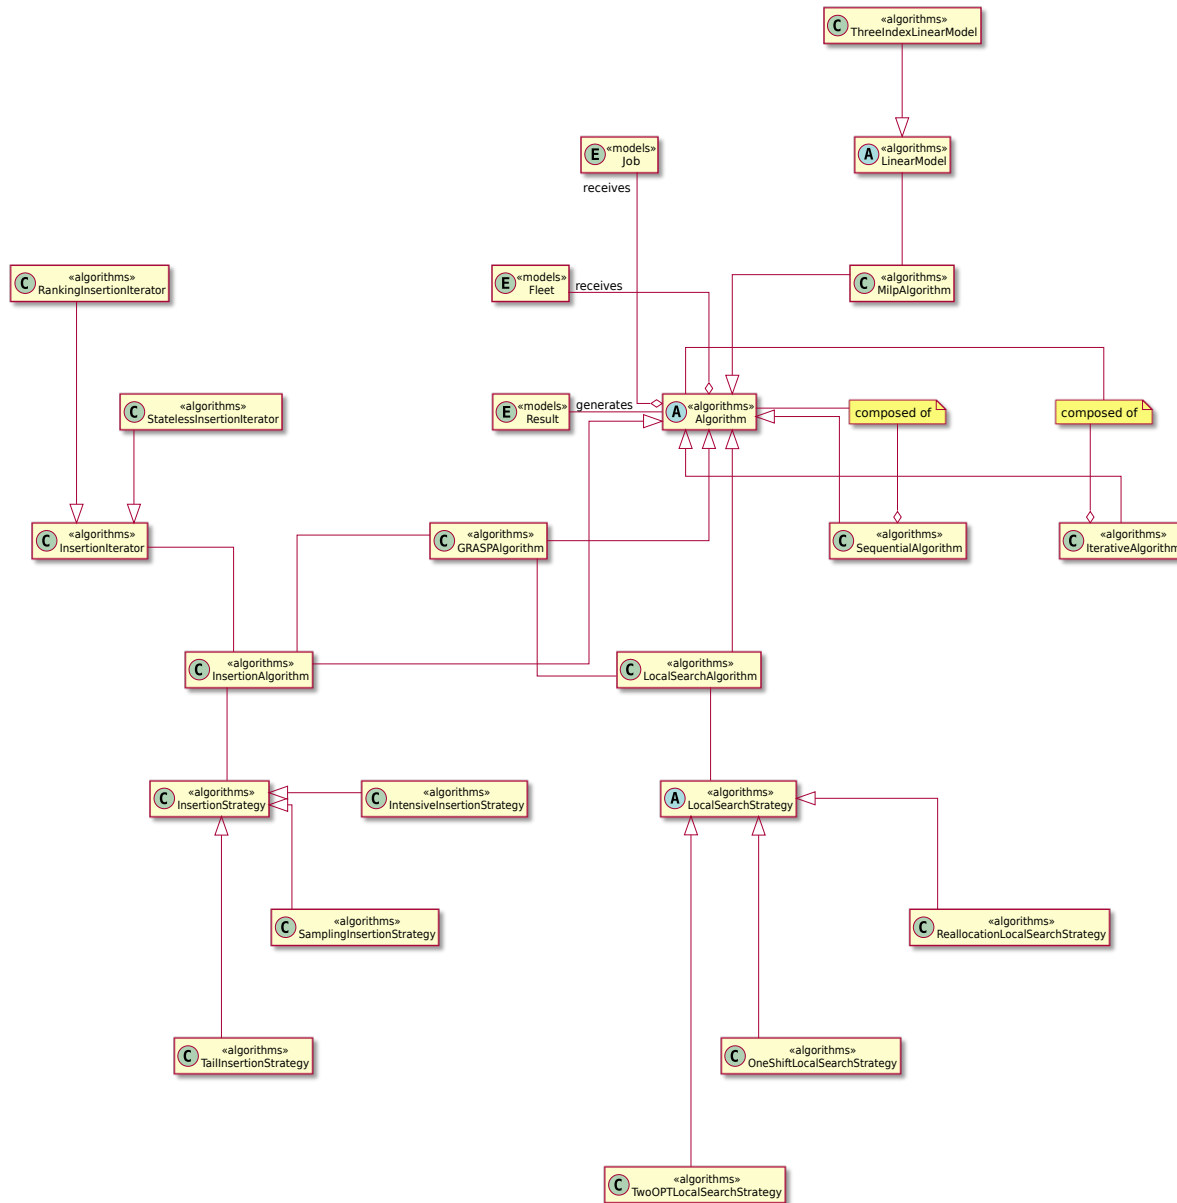 C «algorithms»
ThreeIndexLinearModel
E «models»
Job
A «algorithms»
LinearModel
receives
C «algorithms»
RankingInsertionIterator
E «models»
Fleet
receives
C «algorithms»
MilpAlgorithm
C «algorithms»
StatelessInsertionIterator
E «models»
Result
generates
A «algorithms»
Algorithm
composed of
composed of
C «algorithms»
InsertionIterator
C «algorithms»
GRASPAlgorithm
C «algorithms»
SequentialAlgorithm
C «algorithms»
IterativeAlgorithm
C «algorithms»
InsertionAlgorithm
C «algorithms»
LocalSearchAlgorithm
C «algorithms»
InsertionStrategy
C «algorithms»
IntensiveInsertionStrategy
A «algorithms»
LocalSearchStrategy
C «algorithms»
SamplingInsertionStrategy
C «algorithms»
ReallocationLocalSearchStrategy
C «algorithms»
TailInsertionStrategy
C «algorithms»
OneShiftLocalSearchStrategy
C «algorithms»
TwoOPTLocalSearchStrategy